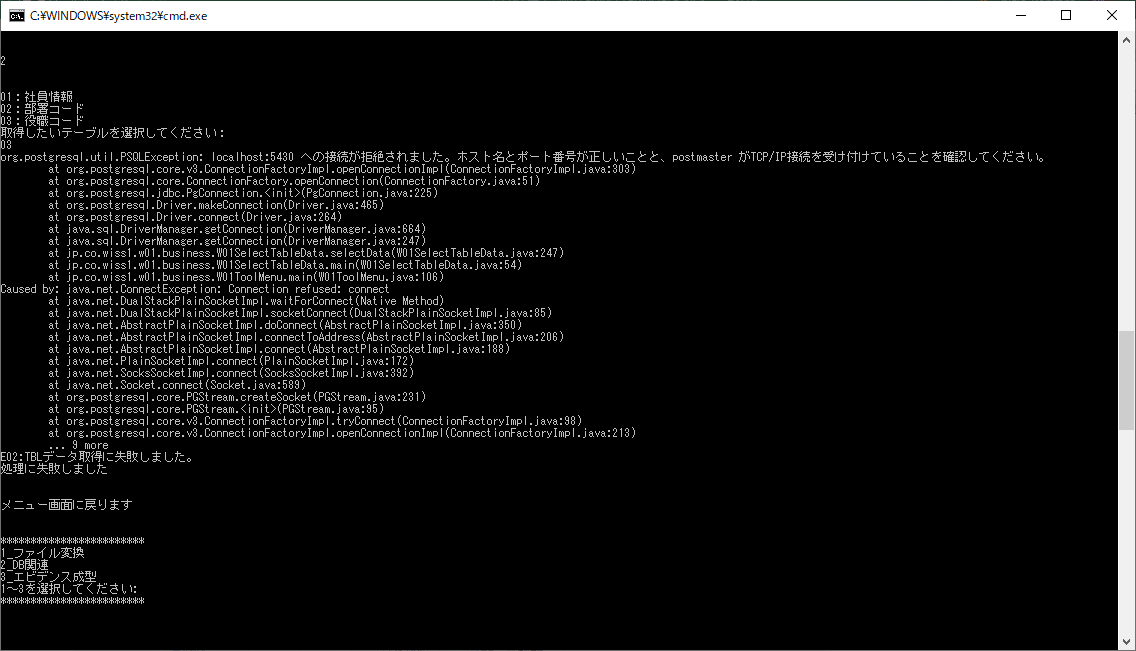 C:¥WINDOWS¥system32¥cmd.exe
2
01：社員情報
02：部署コード
03：役職コード
取得したいテーブルを選択してください：
03
org.postgresql.util.PSQLException: localhost:5430 への接続が拒絶されました。ホスト名とポート番号が正しいことと、postmaster がTCP/IP接続を受け付けていることを確認してください。
at org.postgresql.core.v3.ConnectionFactoryImpl.openConnectionImpl(ConnectionFactoryImpl.java:303)
at org.postgresql.core.ConnectionFactory.openConnection(ConnectionFactory.java:51)
at org.postgresql.jdbc.PgConnection.<init>(PgConnection.java:225)
at org.postgresql.Driver.makeConnection(Driver.java:465)
at org.postgresql.Driver.connect(Driver.java:264)
at java.sql.DriverManager.getConnection(DriverManager.java:664)
at java.sql.DriverManager.getConnection(DriverManager.java:247)
at jp.co.wiss1.w01.business.W01SelectTableData.selectData(W01SelectTableData.java:247)
at jp.co.wiss1.w01.business.W01SelectTableData.main(W01SelectTableData.java:54)
at jp.co.wiss1.w01.business.W01ToolMenu.main(W01ToolMenu.java:106)
Caused by: java.net.ConnectException: Connection refused: connect
at java.net.DualStackPlainSocketImpl.waitForConnect(Native Method)
at java.net.DualStackPlainSocketImpl.socketConnect(DualStackPlainSocketImpl.java:85)
at java.net.AbstractPlainSocketImpl.doConnect(AbstractPlainSocketImpl.java:350)
at java.net.AbstractPlainSocketImpl.connectToAddress(AbstractPlainSocketImpl.java:206)
at java.net.AbstractPlainSocketImpl.connect(AbstractPlainSocketImpl.java:188)
at java.net.PlainSocketImpl.connect(PlainSocketImpl.java:172)
at java.net.SocksSocketImpl.connect(SocksSocketImpl.java:392)
at java.net.Socket.connect(Socket.java:589)
at org.postgresql.core.PGStream.createSocket(PGStream.java:231)
at org.postgresql.core.PGStream.<init>(PGStream.java:95)
at org.postgresql.core.v3.ConnectionFactoryImpl.tryConnect(ConnectionFactoryImpl.java:98)
at org.postgresql.core.v3.ConnectionFactoryImpl.openConnectionImpl(ConnectionFactoryImpl.java:213)
... 9 more
E02:TBLデータ取得に失敗しました。
処理に失敗しました
メニュー画面に戻ります
************************
1_ファイル変換
2_DB関連
3_エビデンス成型
1～3を選択してください:
************************